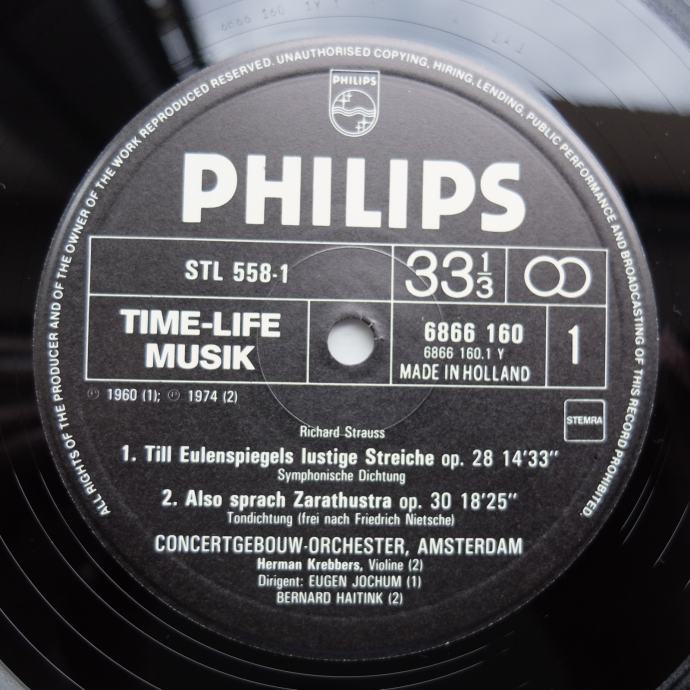 ALL RIGHTS OF THE PRODUCER AND OF THE OWNER OF THE WORK REPRODUCED RESERVED. UNAUTHORISED COPYING, HIRING, LENDING, PUBLIC PERFORMANCE AND BROADCASTING OF THIS RECORD PROHIBITED.
PHILIPS
PHILIPS
STL 558-1
33 1/3
TIME-LIFE
MUSIK
6866 160
6866 160.1 Y
MADE IN HOLLAND
1
Ⓟ 1960 (1); Ⓟ 1974 (2)
STEMRA
Richard Strauss
1. Till Eulenspiegels lustige Streiche op. 28 14'33"
Symphonische Dichtung
2. Also sprach Zarathustra op. 30 18'25"
Tondichtung (frei nach Friedrich Nietsche)
CONCERTGEBOUW-ORCHESTER, AMSTERDAM
Herman Krebbers, Violine (2)
Dirigent: EUGEN JOCHUM (1)
BERNARD HAITINK (2)